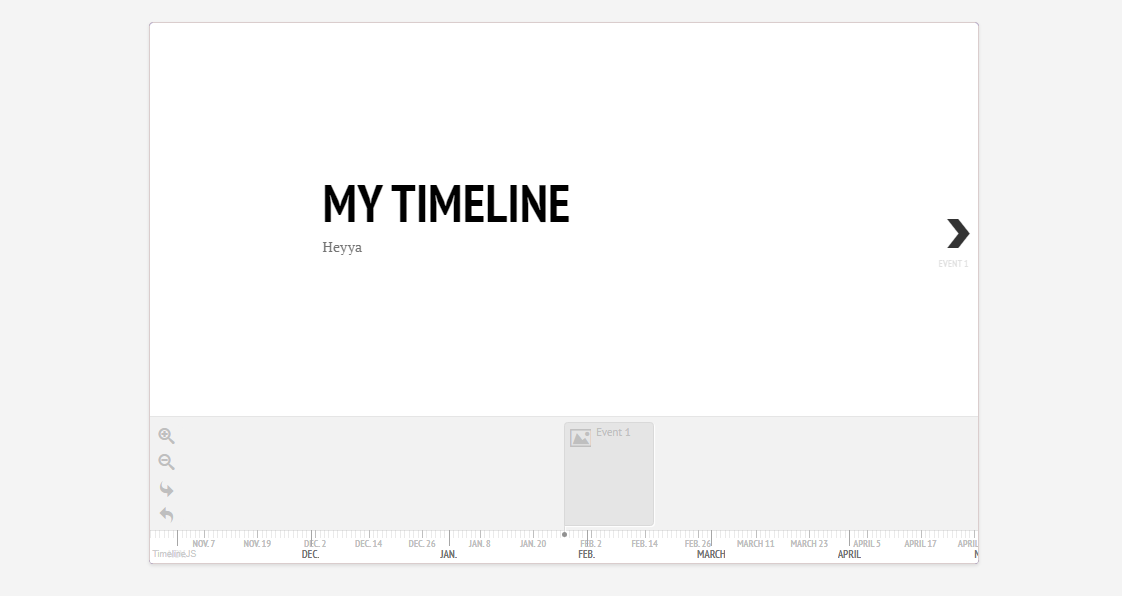 MY TIMELINE
Heyya
EVENT 1
Event 1
NOV. 7 NOV. 19 DEC. 2 DEC. 14 DEC. 26 JAN. 8 JAN. 20 FEB. 2 FEB. 14 FEB. 26 MARCH 11 MARCH 23 APRIL 5 APRIL 17 APRIL
TimelineJS DEC. JAN. FEB. MARCH APRIL